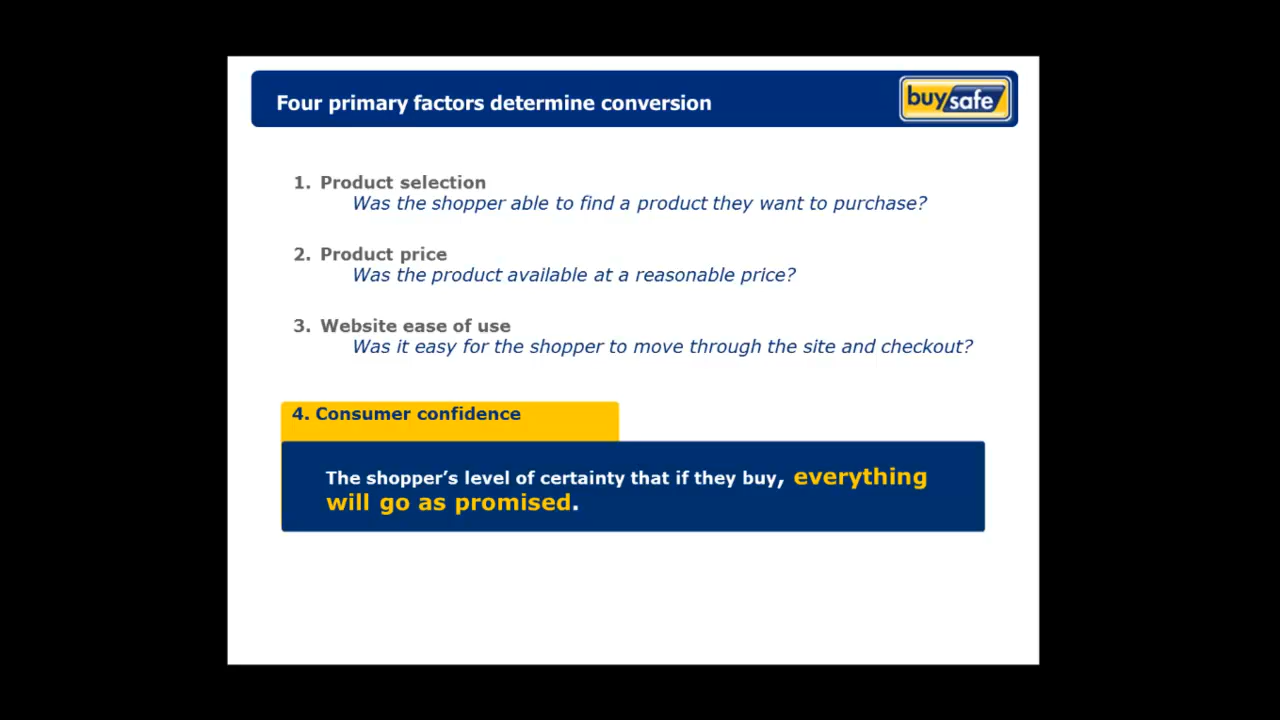 Four primary factors determine conversion
buysafe
1. Product selection
Was the shopper able to find a product they want to purchase?
2. Product price
Was the product available at a reasonable price?
3. Website ease of use
Was it easy for the shopper to move through the site and checkout?
4. Consumer confidence
The shopper’s level of certainty that if they buy, everything
will go as promised.